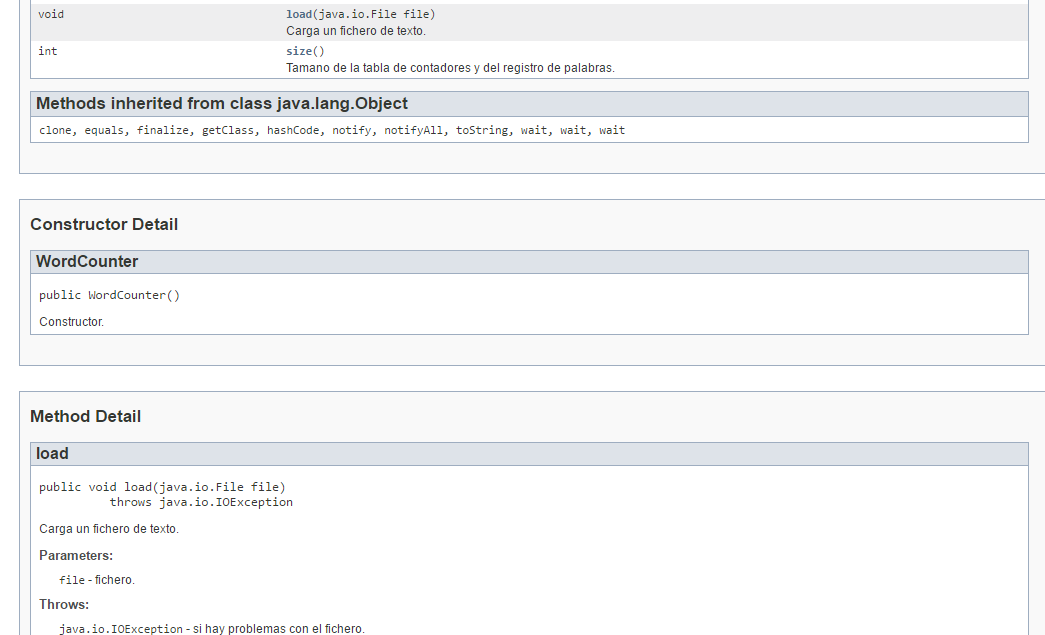 void load(java.io.File file)
Carga un fichero de texto.
int size()
Tamano de la tabla de contadores y del registro de palabras.
Methods inherited from class java.lang.Object
clone, equals, finalize, getClass, hashCode, notify, notifyAll, toString, wait, wait, wait
Constructor Detail
WordCounter
public WordCounter()
Constructor.
Method Detail
load
public void load(java.io.File file)
throws java.io.IOException
Carga un fichero de texto.
Parameters:
file - fichero.
Throws:
java.io.IOException - si hay problemas con el fichero.